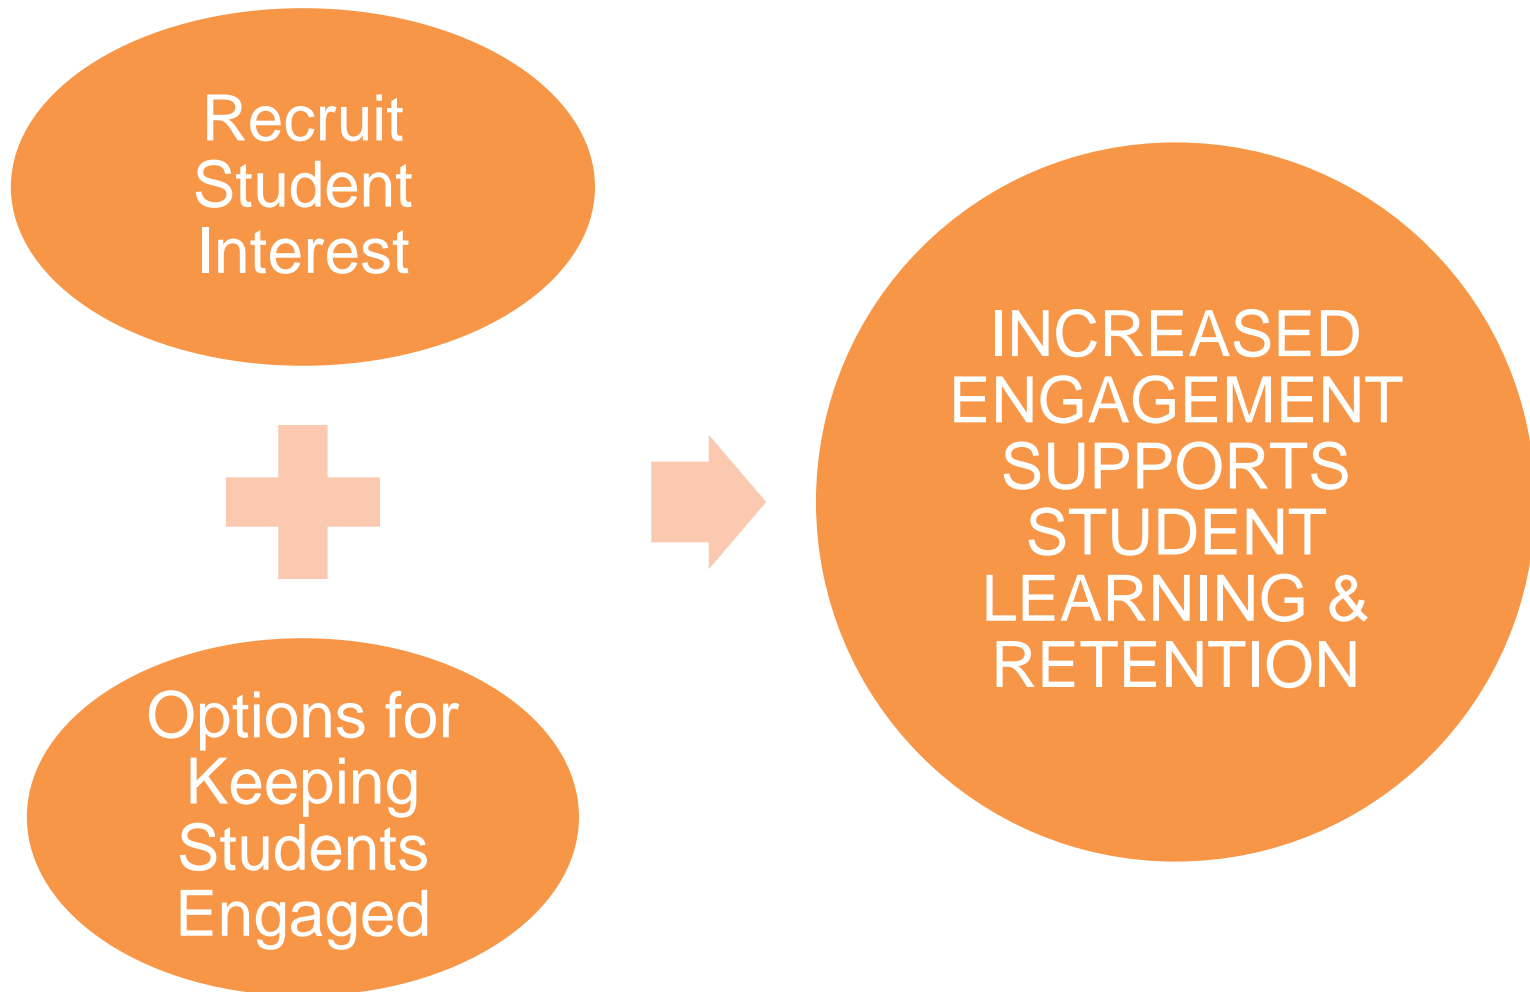 Recruit
Student
Interest
Options for
Keeping
Students
Engaged
INCREASED
ENGAGEMENT
SUPPORTS
STUDENT
LEARNING &
RETENTION